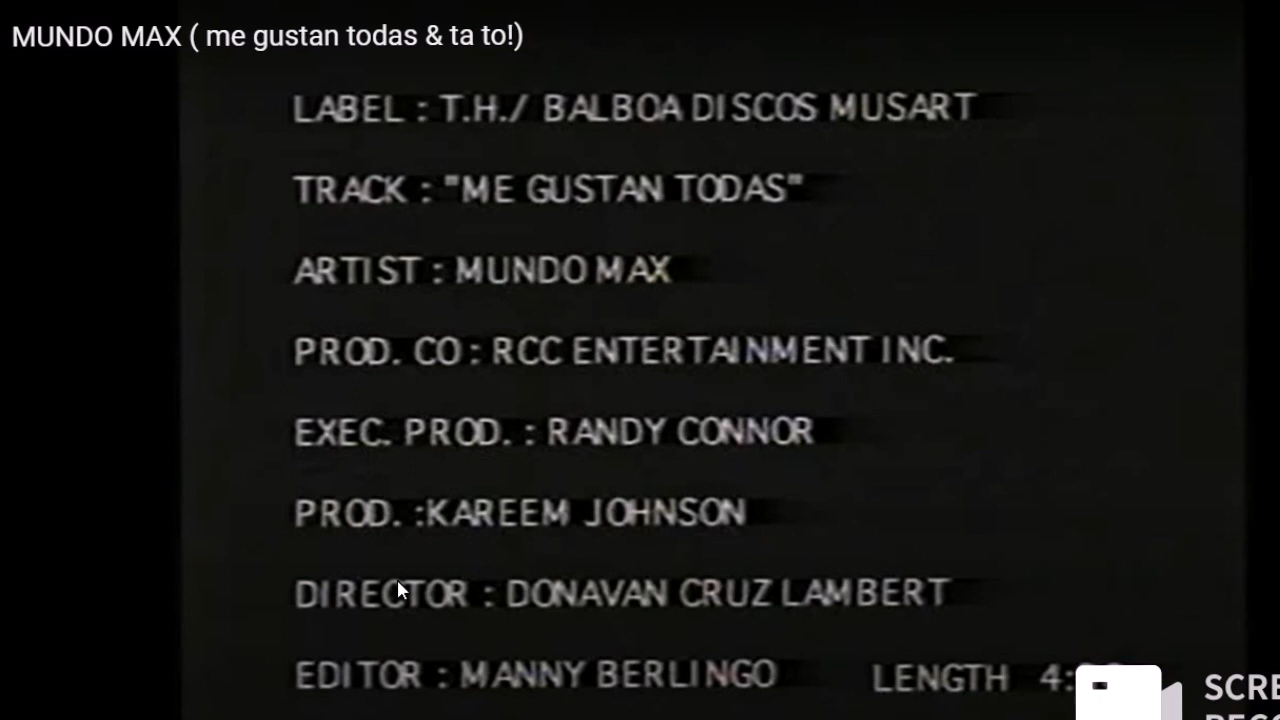 MUNDO MAX ( me gustan todas & ta to!)
LABEL : T.H./ BALBOA DISCOS MUSART
TRACK : "ME GUSTAN TODAS"
ARTIST : MUNDO MAX
PROD. CO : RCC ENTERTAINMENT INC.
EXEC. PROD. : RANDY CONNOR
PROD. :KAREEM JOHNSON
DIRECTOR : DONAVAN CRUZ LAMBERT
EDITOR : MANNY BERLINGO LENGTH 4: